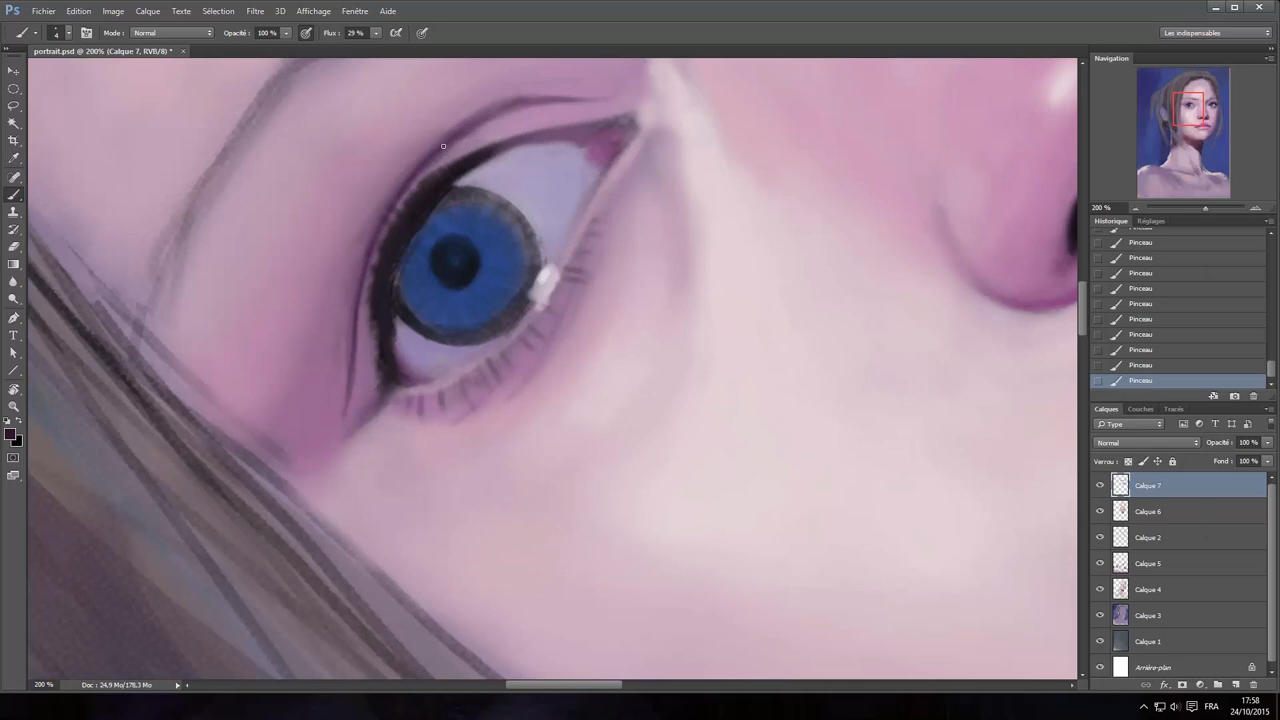 Ps Fichier Edition Image Calque Texte Sélection Filtre 3D Affichage Fenêtre Aide
4 Mode : Normal Opacité : 100 % Flux : 29 % Les indispensables
portrait.psd @ 200% (Calque 7, RVB/8) * ×
Navigation
200 %
Historique Réglages
Pinceau
Pinceau
Pinceau
Pinceau
Pinceau
Pinceau
Pinceau
Pinceau
Pinceau
Pinceau
Calques Couches Tracés
Type
Normal Opacité : 100 %
Verrou : Fond : 100 %
Calque 7
Calque 6
Calque 2
Calque 5
Calque 4
Calque 3
Calque 1
Arrière-plan
200 % Doc : 24,9 Mo/178,3 Mo
FRA
17:58
24/10/2015